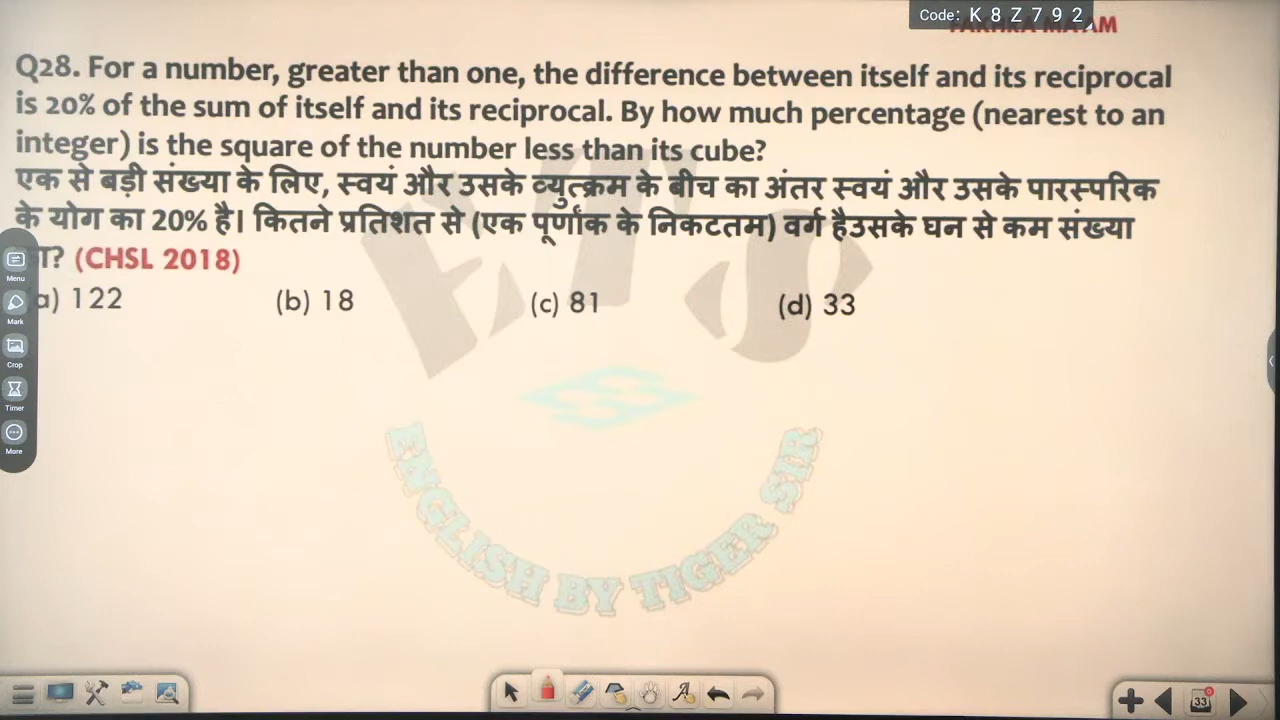 Code: K 8 Z 7 9 2
Q28. For a number, greater than one, the difference between itself and its reciprocal
is 20% of the sum of itself and its reciprocal. By how much percentage (nearest to an
integer) is the square of the number less than its cube?
एक से बड़ी संख्या के लिए, स्वयं और उसके व्युत्क्रम के बीच का अंतर स्वयं और उसके पारस्परिक
के योग का 20% है। कितने प्रतिशत से (एक पूर्णांक के निकटतम) वर्ग हैउसके घन से कम संख्या
(CHSL 2018)
a) 122 (b) 18 (c) 81 (d) 33
ETS
ENGLISH BY TIGER SIR
Menu
Mark
Crop
Timer
More
33